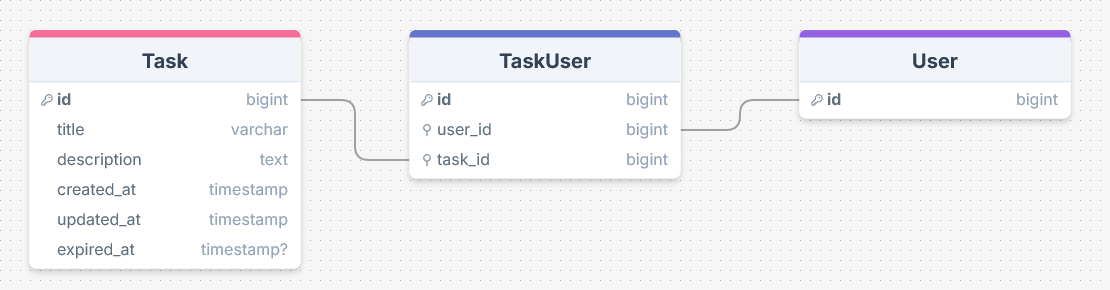 Task
id bigint
title varchar
description text
created_at timestamp
updated_at timestamp
expired_at timestamp?
TaskUser
id bigint
user_id bigint
task_id bigint
User
id bigint